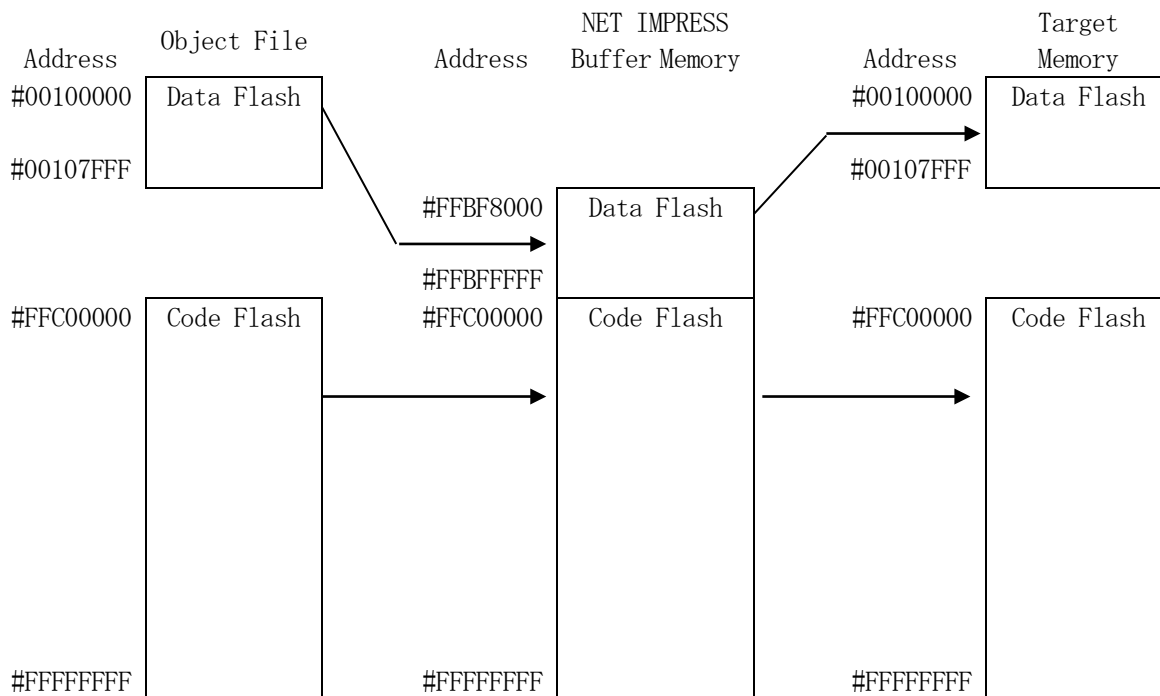 NET IMPRESS Target
Object File
Address Address Buffer Memory Address Memory
#00100000 Data Flash #00100000 Data Flash
#00107FFF #00107FFF
#FFBF8000 Data Flash
#FFBFFFFF
#FFC00000 Code Flash #FFC00000 Code Flash #FFC00000 Code Flash
#FFFFFFFF #FFFFFFFF #FFFFFFFF